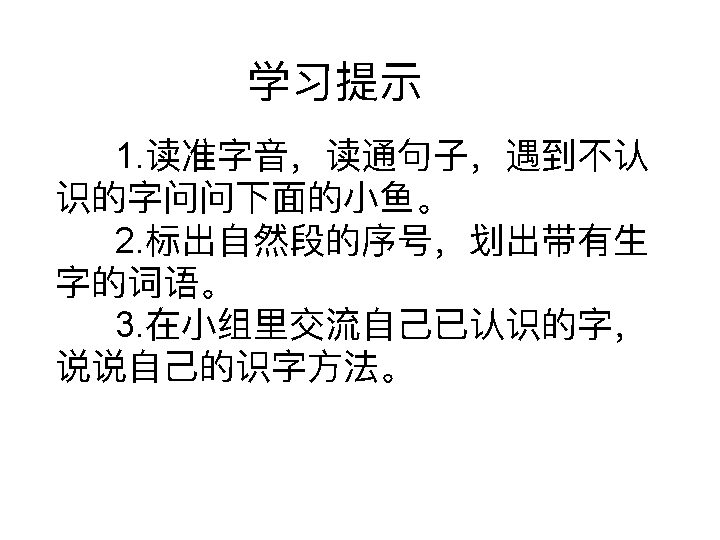 学习提示
1. 读准字音，读通句子，遇到不认
识的字问问下面的小鱼。
2. 标出自然段的序号，划出带有生
字的词语。
3. 在小组里交流自己已认识的字，
说说自己的识字方法。